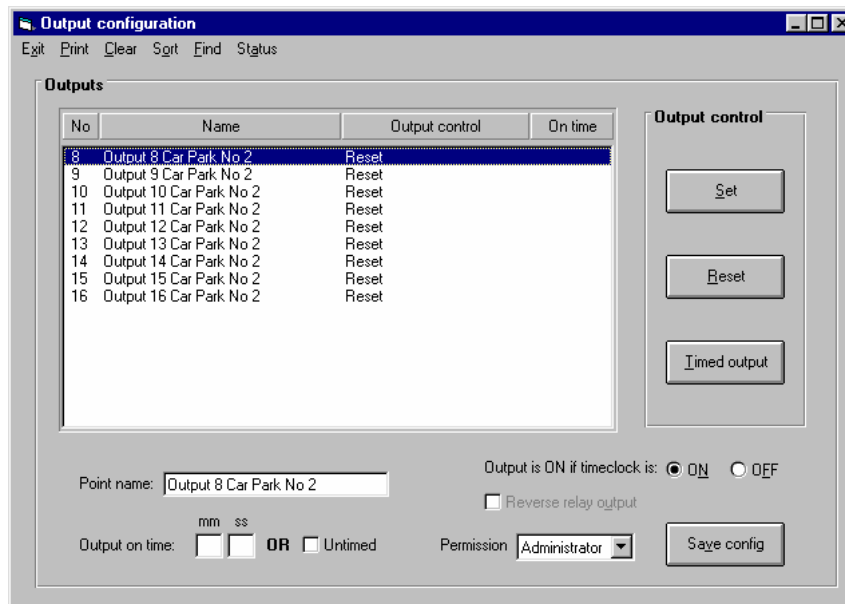 Output configuration
Exit Print Clear Sort Find Status
Outputs
No Name Output control On time
8 Output 8 Car Park No 2 Reset
9 Output 9 Car Park No 2 Reset
10 Output 10 Car Park No 2 Reset
11 Output 11 Car Park No 2 Reset
12 Output 12 Car Park No 2 Reset
13 Output 13 Car Park No 2 Reset
14 Output 14 Car Park No 2 Reset
15 Output 15 Car Park No 2 Reset
16 Output 16 Car Park No 2 Reset
Output control
Set
Reset
Timed output
Output is ON if timeclock is: ON OFF
Point name: Output 8 Car Park No 2
Reverse relay output
mm ss
Output on time: OR Untimed
Permission Administrator
Save config